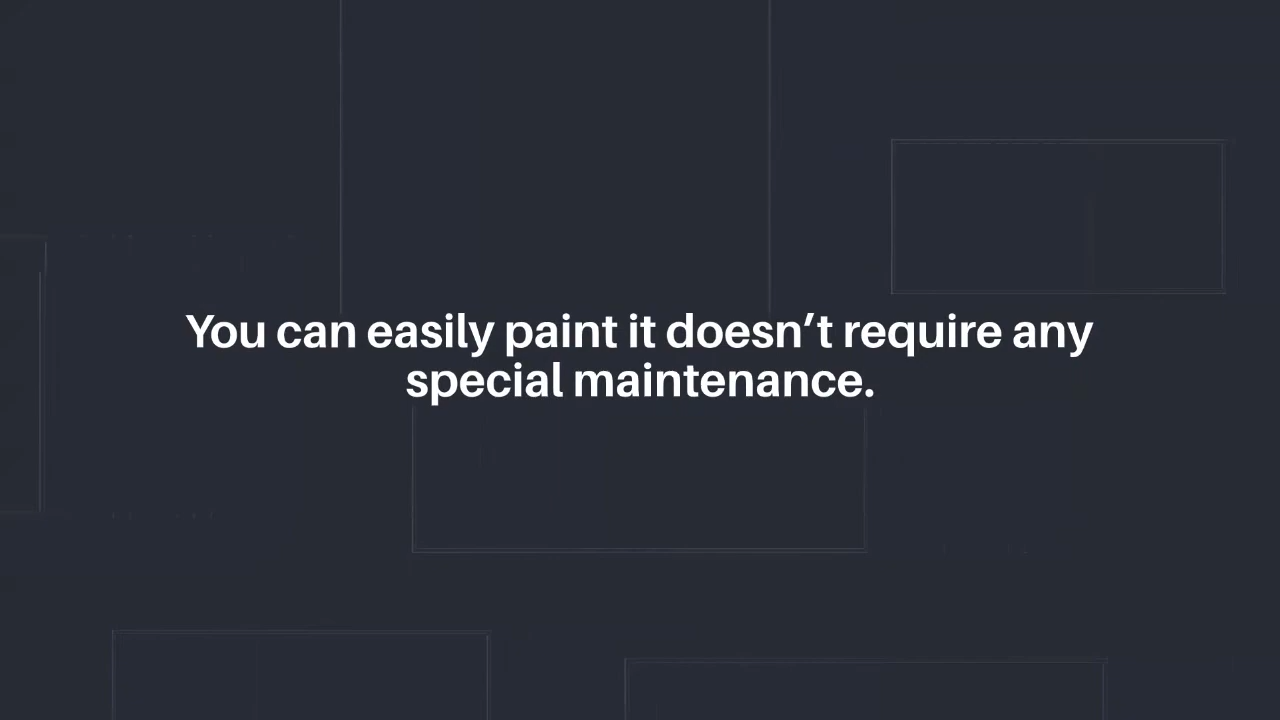 You can easily paint it doesn’t require any
special maintenance.